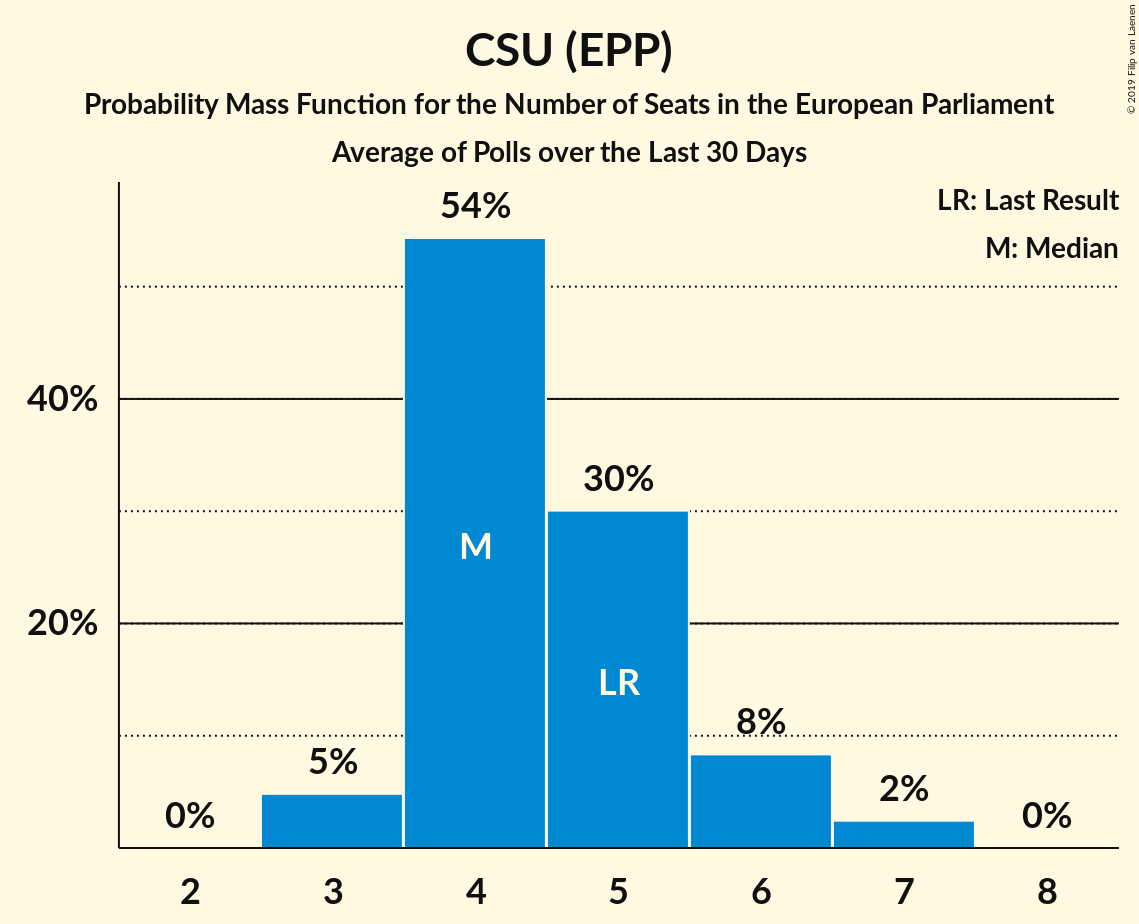 CSU (EPP)
Probability Mass Function for the Number of Seats in the European Parliament
Average of Polls over the Last 30 Days
© 2019 Filip van Laenen
LR: Last Result
M: Median
54%
40%
30%
M
20%
LR
8%
5%
2%
0%
0%
2 3 4 5 6 7 8